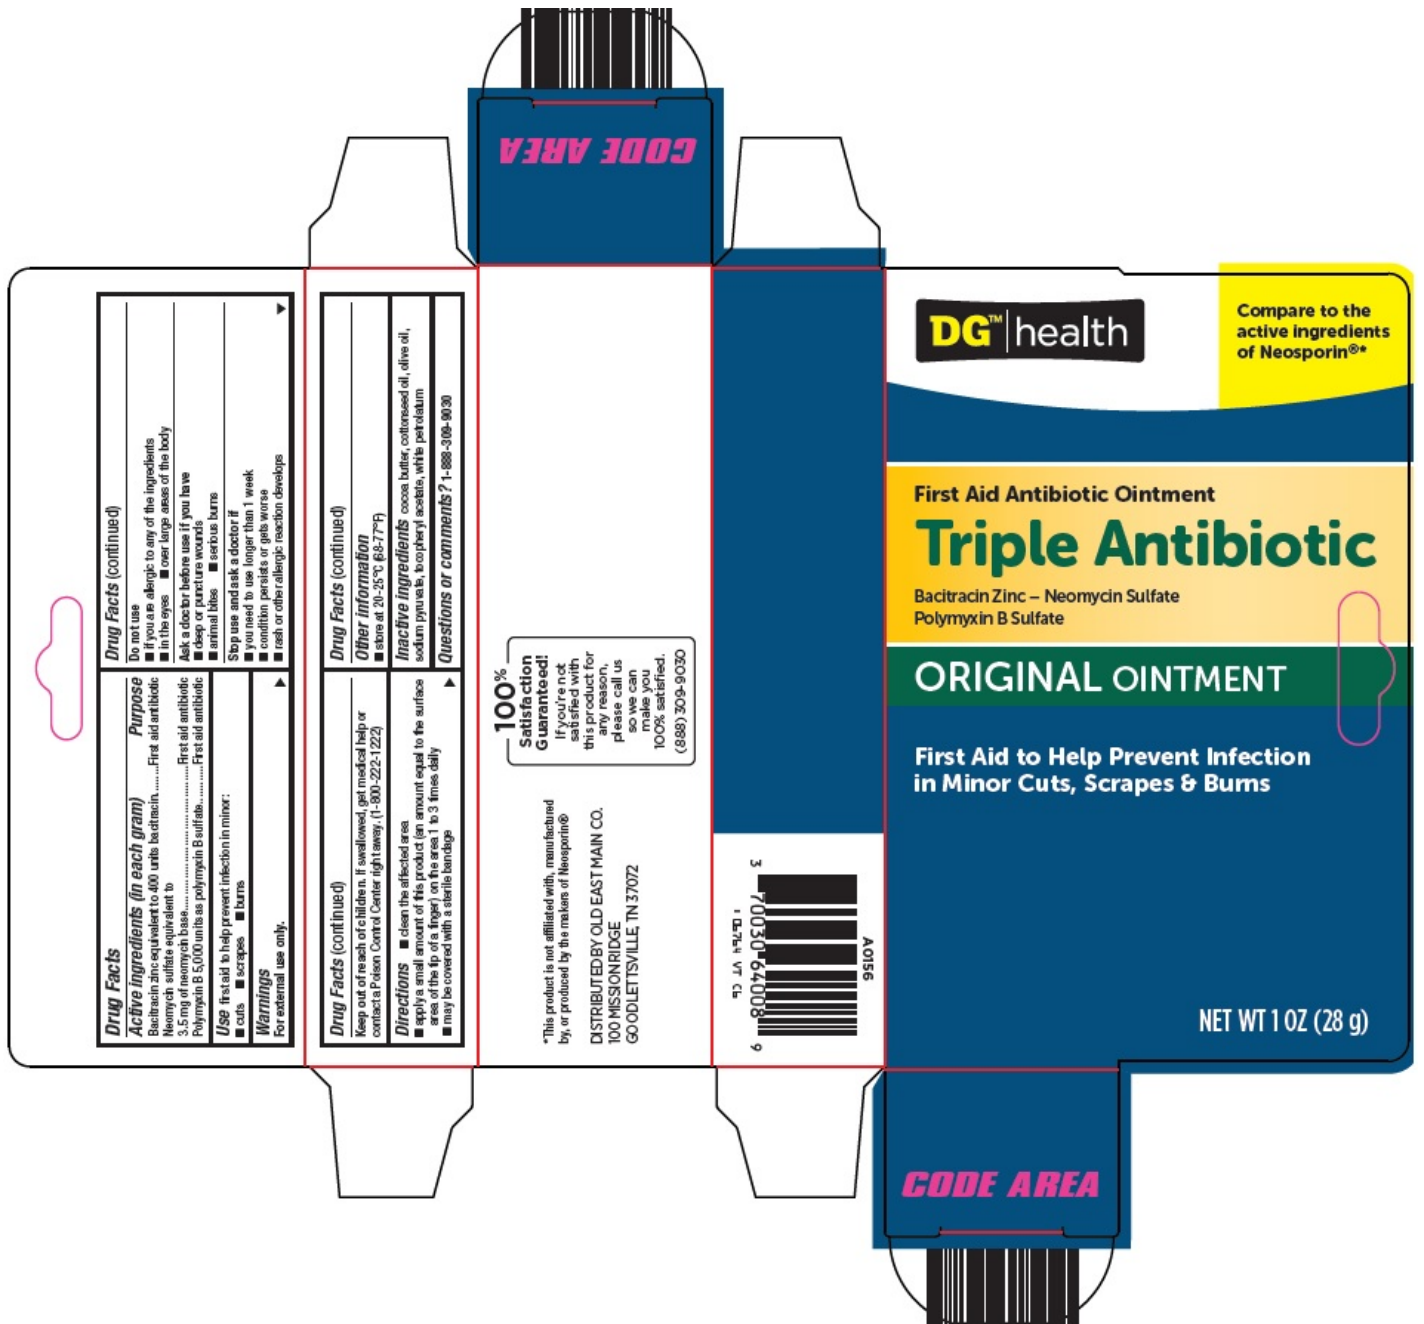 CODE AREA
DG™ health
Compare to the
active ingredients
of Neosporin®*
First Aid Antibiotic Ointment
Triple Antibiotic
Bacitracin Zinc – Neomycin Sulfate
Polymyxin B Sulfate
ORIGINAL OINTMENT
First Aid to Help Prevent Infection
in Minor Cuts, Scrapes & Burns
NET WT 1 OZ (28 g)
CODE AREA
Drug Facts
Active ingredients (in each gram) Purpose
Bacitracin zinc equivalent to 400 units bacitracin.......First aid antibiotic
Neomycin sulfate equivalent to
3.5 mg of neomycin base.......First aid antibiotic
Polymyxin B 5,000 units as polymyxin B sulfate.......First aid antibiotic
Use first aid to help prevent infection in minor:
■ cuts ■ scrapes ■ burns
Warnings
For external use only.
Drug Facts (continued)
Do not use
■ if you are allergic to any of the ingredients
■ in the eyes ■ over large areas of the body
Ask a doctor before use if you have
■ deep or puncture wounds
■ animal bites ■ serious burns
Stop use and ask a doctor if
■ you need to use longer than 1 week
■ condition persists or gets worse
■ rash or other allergic reaction develops
Drug Facts (continued)
Keep out of reach of children. If swallowed, get medical help or
contact a Poison Control Center right away. (1-800-222-1222)
Directions ■ clean the affected area
■ apply a small amount of this product (an amount equal to the surface
area of the tip of a finger) on the area 1 to 3 times daily
■ may be covered with a sterile bandage
Drug Facts (continued)
Other information
■ store at 20-25°C (68-77°F)
Inactive ingredients cocoa butter, cottonseed oil, olive oil,
sodium pyruvate, tocopheryl acetate, white petrolatum
Questions or comments? 1-888-309-9030
100%
Satisfaction
Guaranteed!
If you're not
satisfied with
this product for
any reason,
please call us
so we can
make you
100% satisfied.
(888) 309-9030
*This product is not affiliated with, manufactured
by, or produced by the makers of Neosporin®
DISTRIBUTED BY OLD EAST MAIN CO.
100 MISSION RIDGE
GOODLETTSVILLE, TN 37072
A0156
3 70030 64008 9